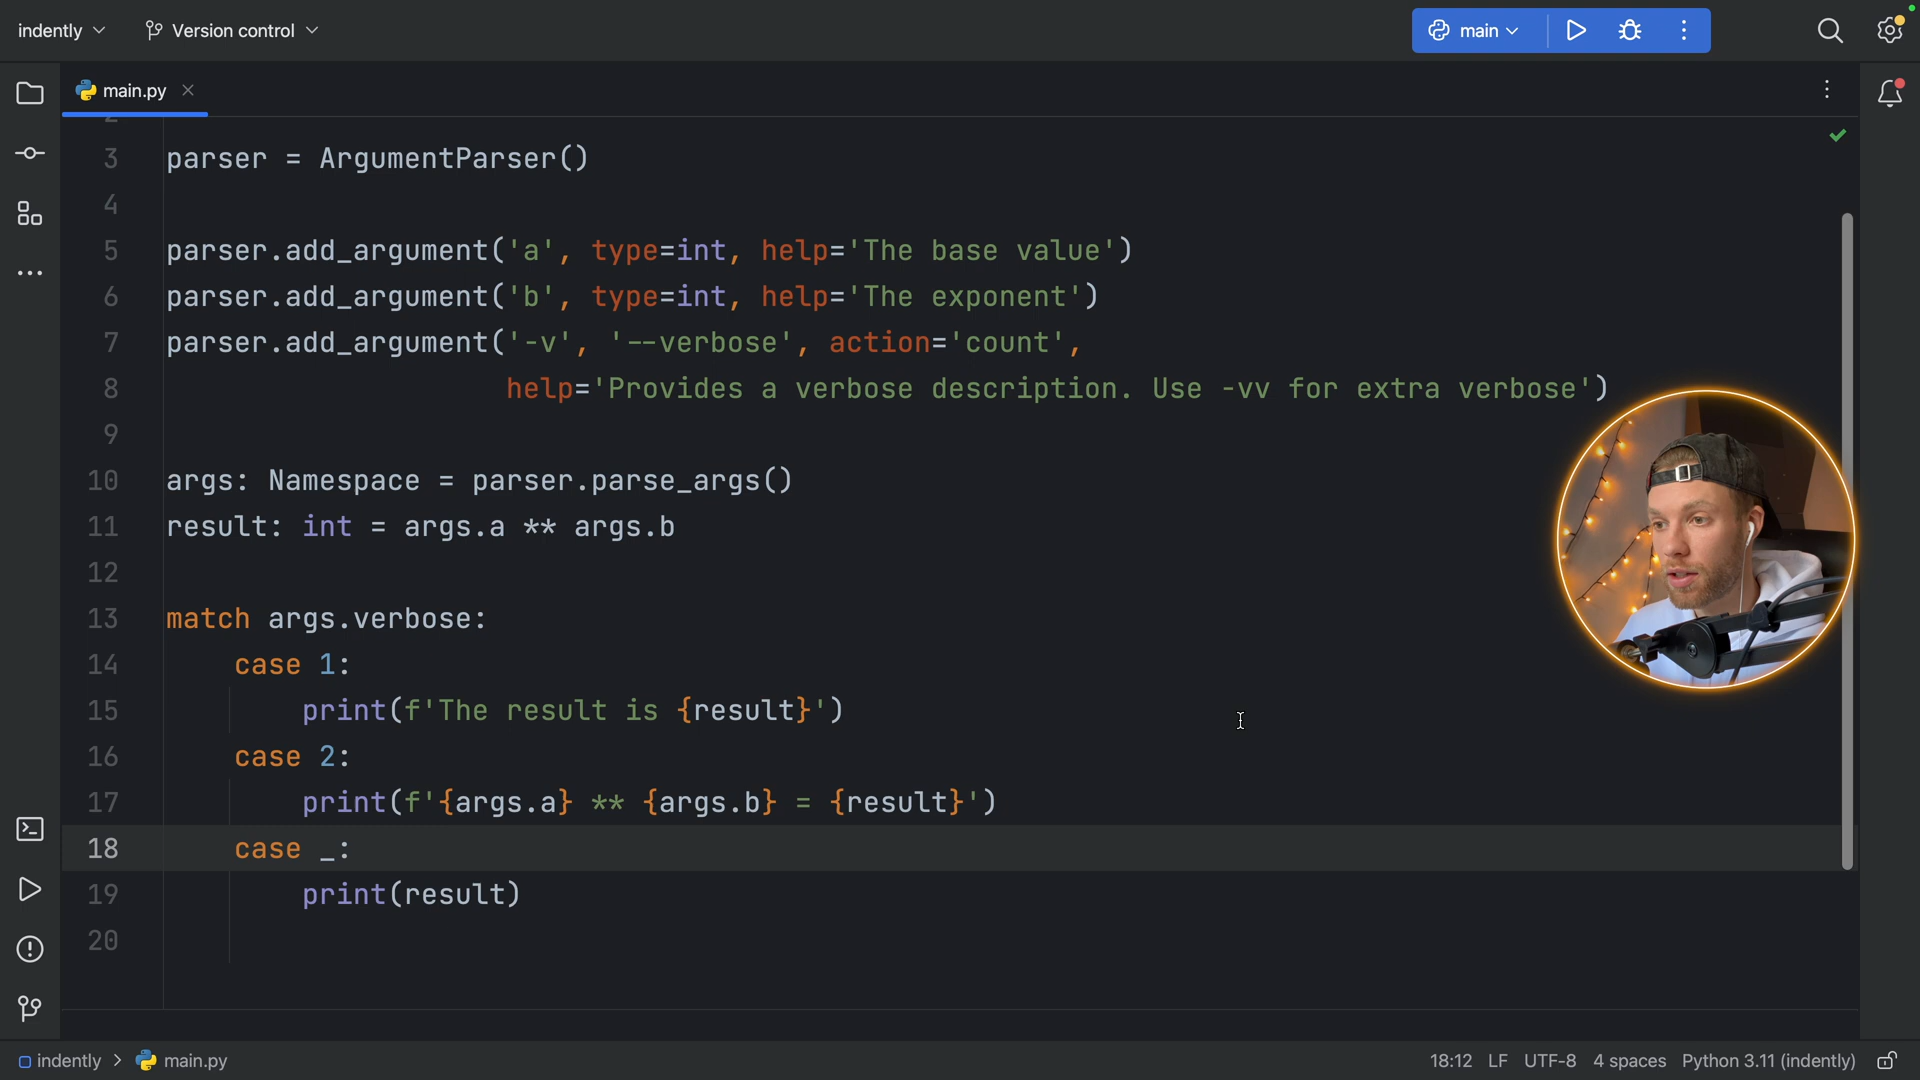 indently
Version control
main
main.py
2
3 parser = ArgumentParser()
4
5 parser.add_argument('a', type=int, help='The base value')
6 parser.add_argument('b', type=int, help='The exponent')
7 parser.add_argument('-v', '--verbose', action='count',
8 help='Provides a verbose description. Use -vv for extra verbose')
9
10 args: Namespace = parser.parse_args()
11 result: int = args.a ** args.b
12
13 match args.verbose:
14 case 1:
15 print(f'The result is {result}')
16 case 2:
17 print(f'{args.a} ** {args.b} = {result}')
18 case _:
19 print(result)
20
indently > main.py
18:12 LF UTF-8 4 spaces Python 3.11 (indently)